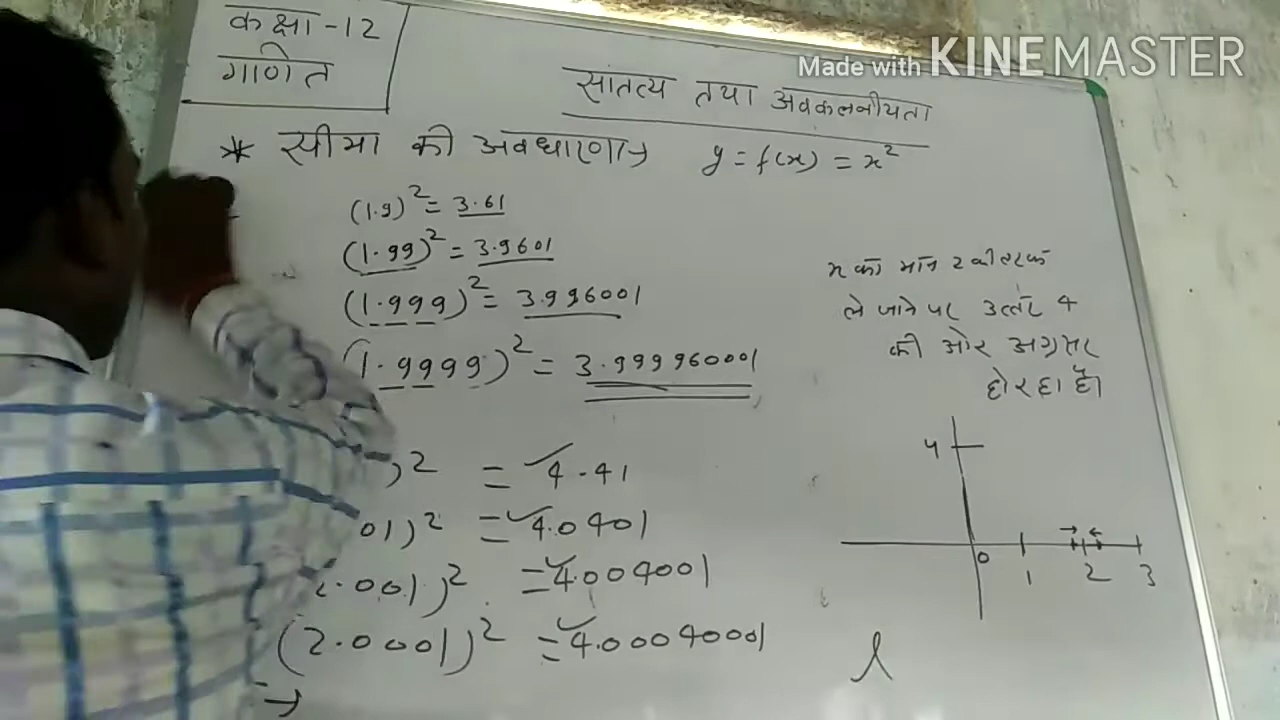 कक्षा -12
गणित
Made with KINEMASTER
सांतत्य तथा अवकलनीयता
* सीमा की अवधारणा→ y = f(x) = x²
(1.9)² = 3.61
(1.99)² = 3.9601
(1.999)² = 3.996001
(1.9999)² = 3.99960001
x का मान 2 की तरफ
ले जाने पर उत्तर 4
की ओर अग्रसर
हो रहा है।
)² = 4.41
01)² = 4.0401
2.001)² = 4.004001
(2.0001)² = 4.00040001
→
4
0 1 2 3
l